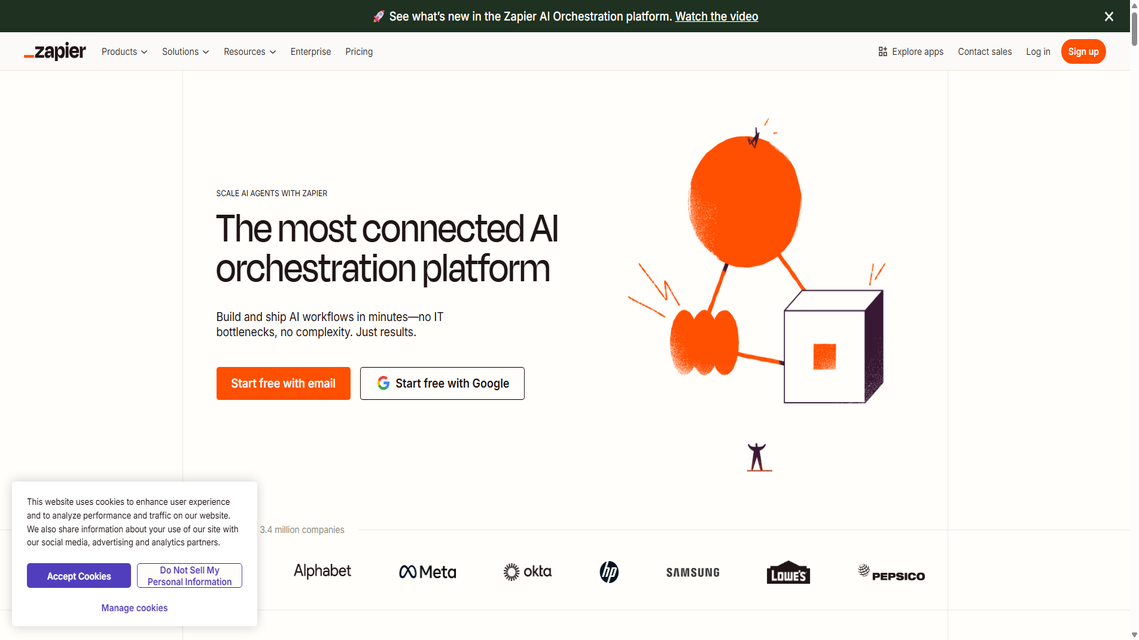 🚀 See what's new in the Zapier AI Orchestration platform. Watch the video
zapier Products Solutions Resources Enterprise Pricing Explore apps Contact sales Log in Sign up
SCALE AI AGENTS WITH ZAPIER
The most connected AI
orchestration platform
Build and ship AI workflows in minutes—no IT
bottlenecks, no complexity. Just results.
Start free with email
Start free with Google
This website uses cookies to enhance user experience
and to analyze performance and traffic on our website.
We also share information about your use of our site with
our social media, advertising and analytics partners.
Accept Cookies
Do Not Sell My
Personal Information
Manage cookies
3.4 million companies
Alphabet Meta okta hp SAMSUNG LOWE'S PEPSICO